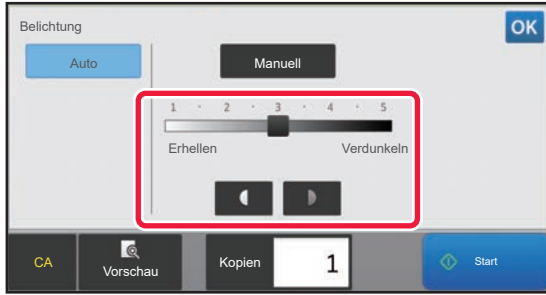 Belichtung
OK
Auto
Manuell
1 · 2 · 3 · 4 · 5
Erhellen
Verdunkeln
CA
Vorschau
Kopien
1
Start